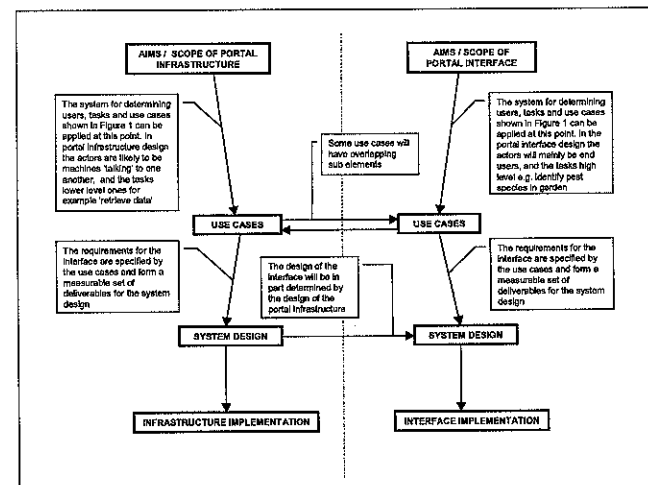 AIMS / SCOPE OF PORTAL
INFRASTRUCTURE
AIMS / SCOPE OF
PORTAL INTERFACE
The system for determining
users, tasks and use cases
shown in Figure 1 can be
applied at this point. In
portal infrastructure design
the actors are likely to be
machines 'talking' to one
another, and the tasks
lower level ones for
example 'retrieve data'
Some use cases will
have overlapping
sub elements
The system for determining
users, tasks and use cases
shown in Figure 1 can be
applied at this point. In the
portal interface design the
actors will mainly be end
users, and the tasks high
level e.g. Identify pest
species in garden
USE CASES
USE CASES
The requirements for the
interface are specified by
the use cases and form a
measurable set of
deliverables for the system
design
The design of the
interface will be in
part determined by
the design of the
portal infrastructure
The requirements for the
interface are specified by
the use cases and form a
measurable set of
deliverables for the system
design
SYSTEM DESIGN
SYSTEM DESIGN
INFRASTRUCTURE IMPLEMENTATION
INTERFACE IMPLEMENTATION